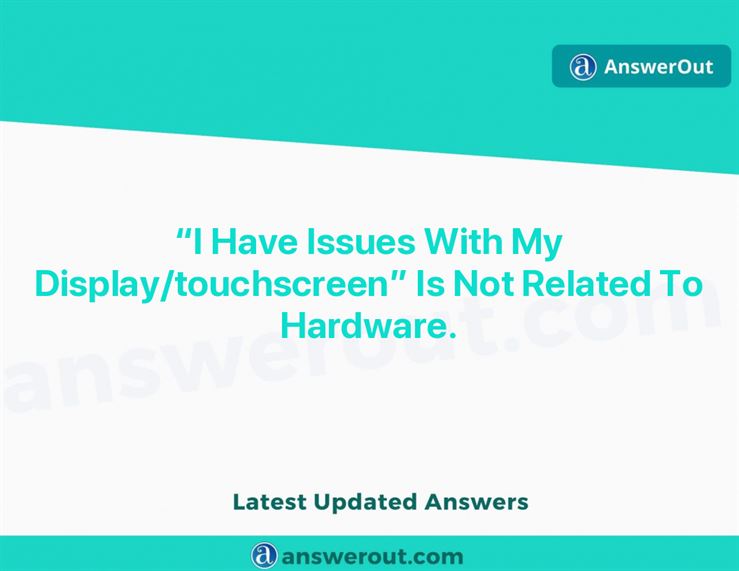 AnswerOut
“I Have Issues With My
Display/touchscreen” Is Not Related To
Hardware.
answerout.com
Latest Updated Answers
answerout.com